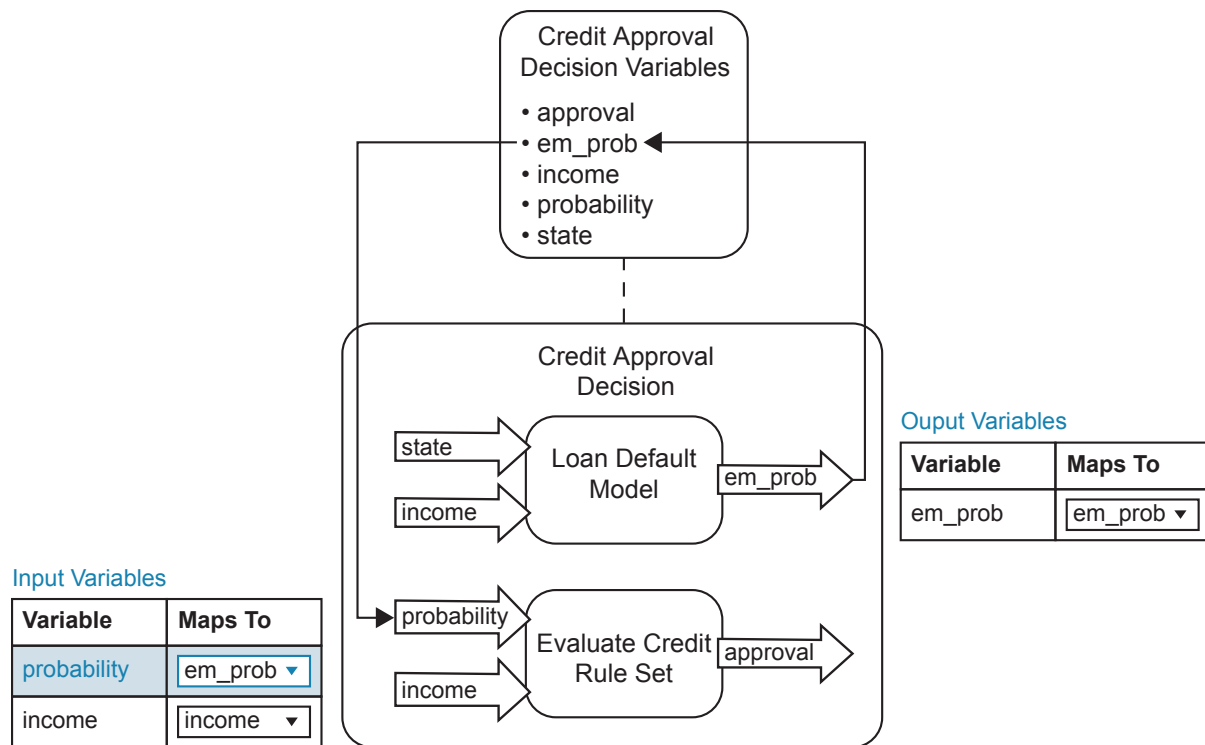 Credit Approval
Decision Variables
• approval
• em_prob
• income
• probability
• state
Credit Approval
Decision
state
income
Loan Default
Model
em_prob
Ouput Variables
Variable Maps To
em_prob em_prob
Input Variables
Variable Maps To
probability em_prob
income income
probability
income
Evaluate Credit
Rule Set
approval